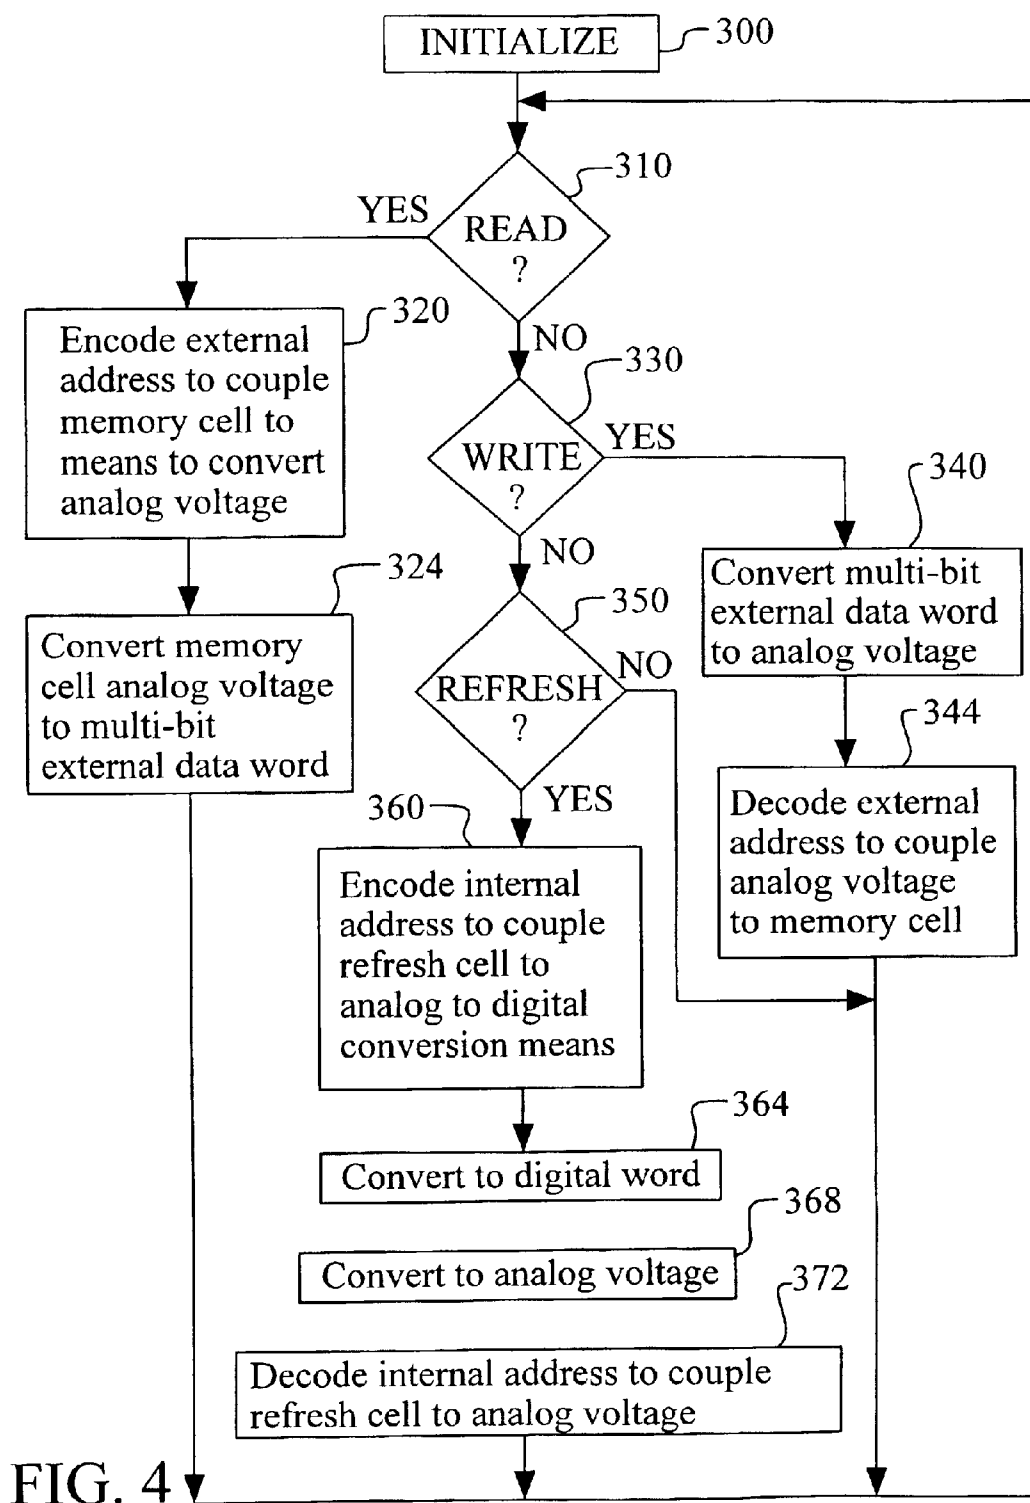 INITIALIZE
300
310
READ
?
YES
NO
320
Encode external
address to couple
memory cell to
means to convert
analog voltage
330
WRITE
?
YES
NO
324
Convert memory
cell analog voltage
to multi-bit
external data word
340
Convert multi-bit
external data word
to analog voltage
350
REFRESH
?
NO
YES
344
Decode external
address to couple
analog voltage
to memory cell
360
Encode internal
address to couple
refresh cell to
analog to digital
conversion means
364
Convert to digital word
368
Convert to analog voltage
372
Decode internal address to couple
refresh cell to analog voltage
FIG. 4